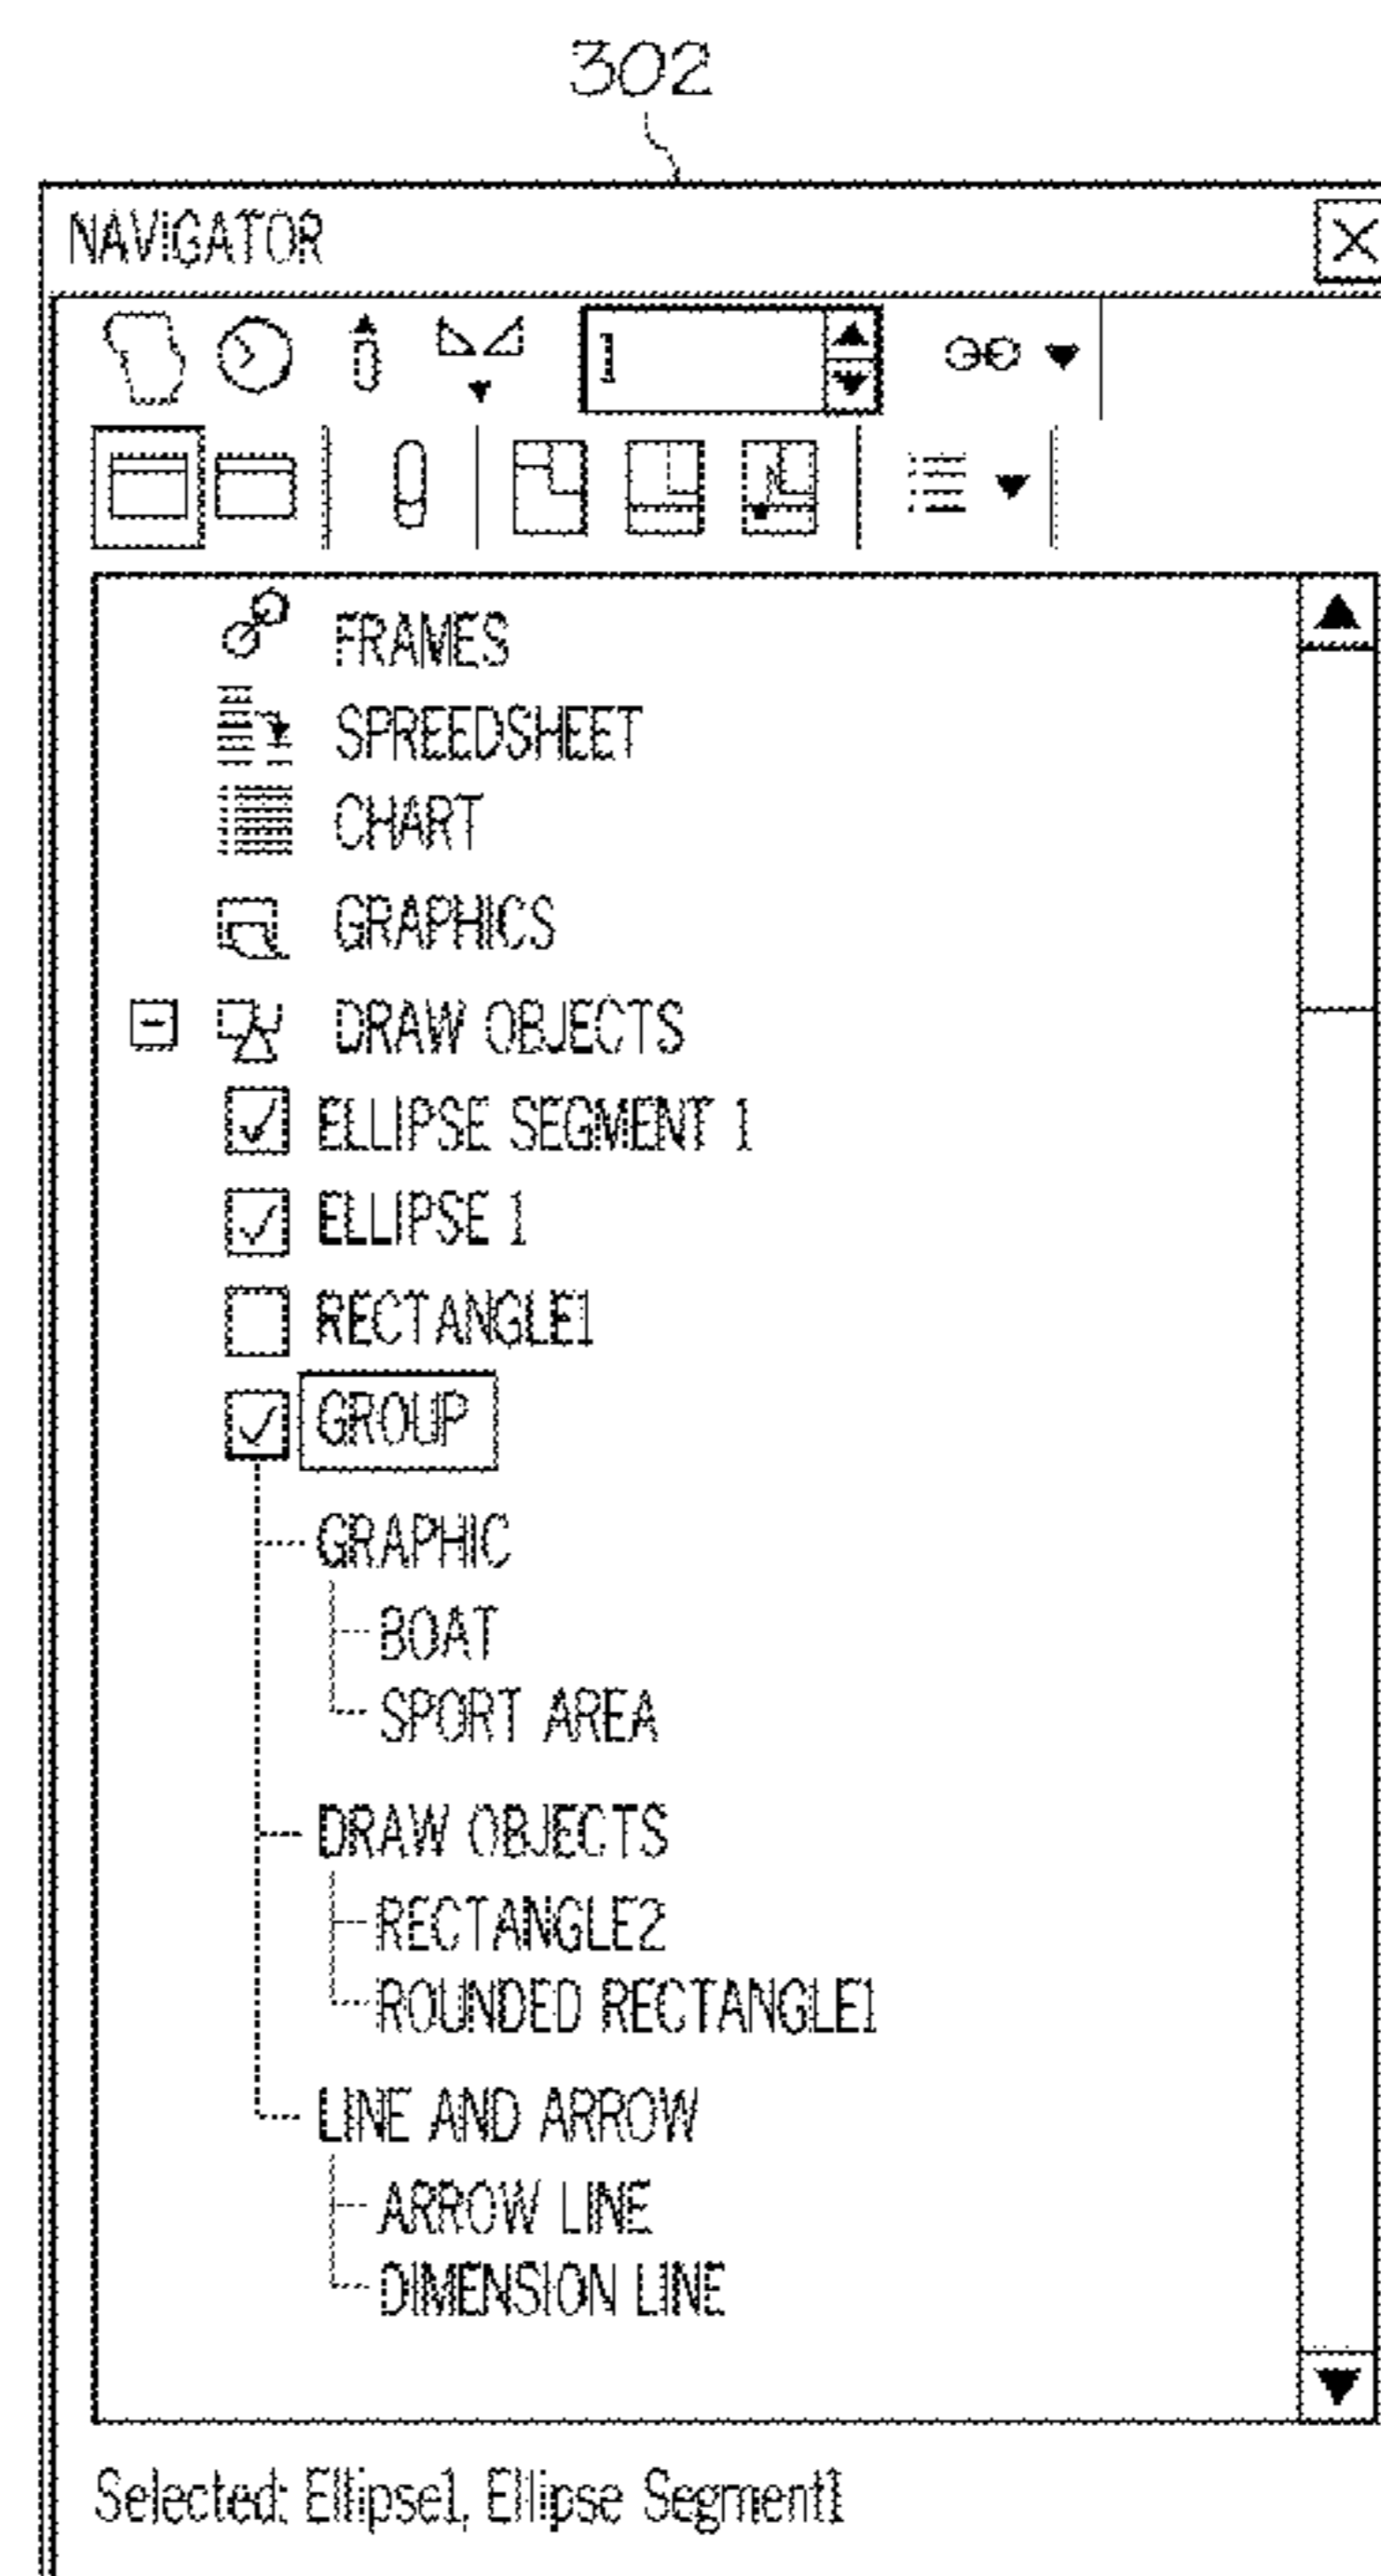 302
NAVIGATOR
1
FRAMES
SPREEDSHEET
CHART
GRAPHICS
DRAW OBJECTS
ELLIPSE SEGMENT 1
ELLIPSE 1
RECTANGLE1
GROUP
GRAPHIC
BOAT
SPORT AREA
DRAW OBJECTS
RECTANGLE2
ROUNDED RECTANGLE1
LINE AND ARROW
ARROW LINE
DIMENSION LINE
Selected: Ellipse1, Ellipse Segment1